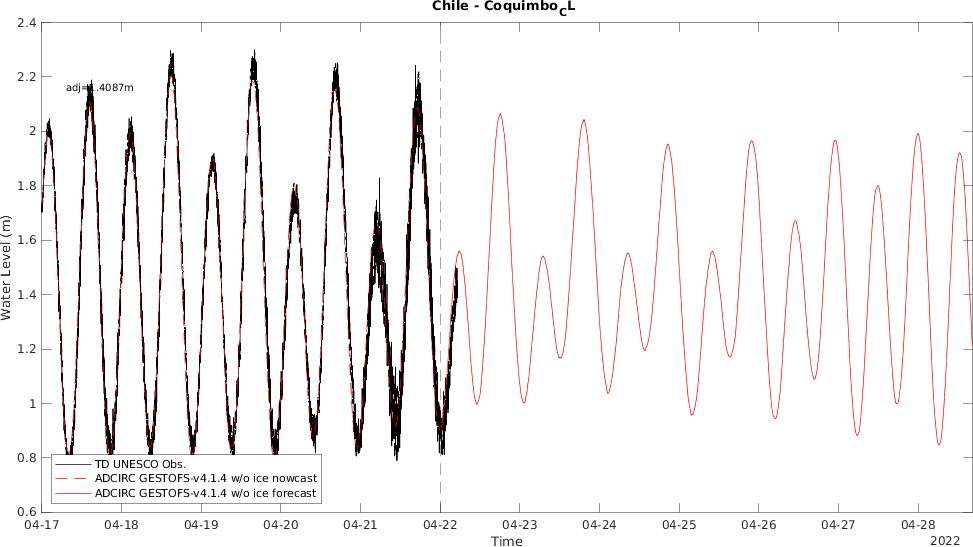 Chile - Coquimbo_CL
2.4
2.2
2
1.8
1.6
1.4
1.2
1
0.8
0.6
Water Level (m)
adj=1.4087m
TD UNESCO Obs.
ADCIRC GESTOFS-v4.1.4 w/o ice nowcast
ADCIRC GESTOFS-v4.1.4 w/o ice forecast
04-17 04-18 04-19 04-20 04-21 04-22 04-23 04-24 04-25 04-26 04-27 04-28
Time
2022